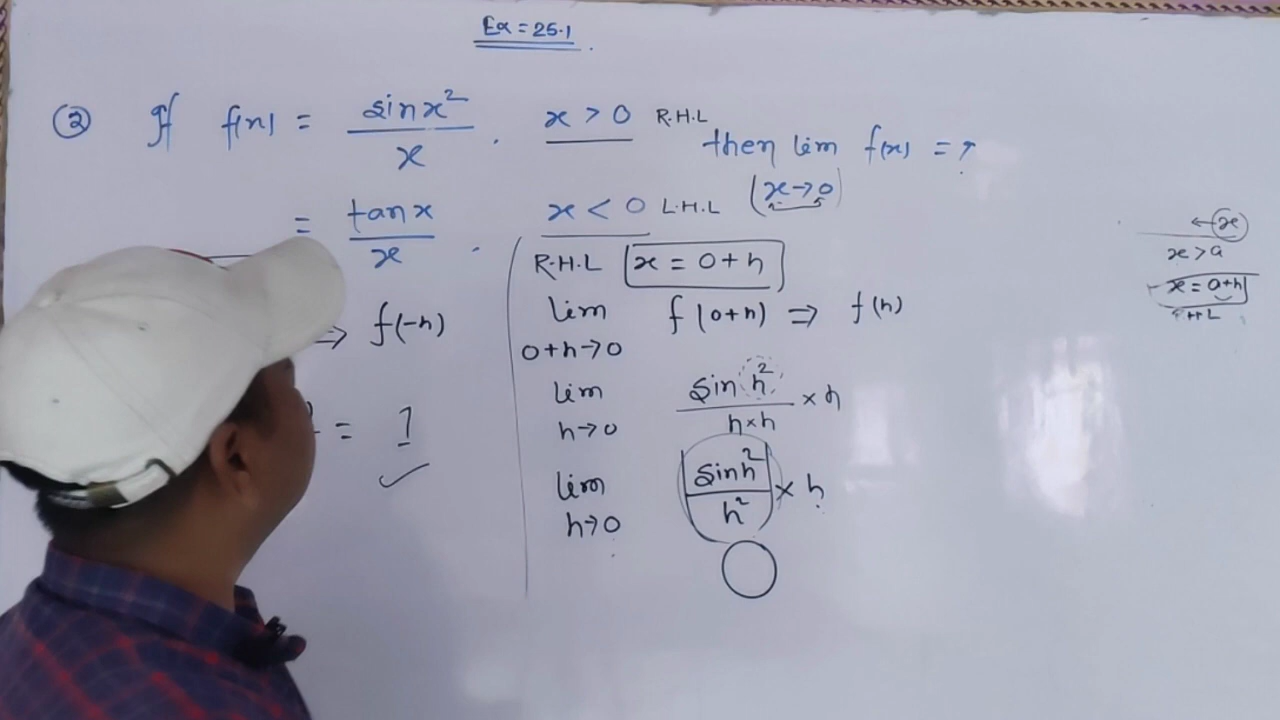 Ex = 25.1
② If f(x) = sin x² / x . x > 0 R.H.L
then lim f(x) = ?
(x → 0)
= tan x / x . x < 0 L.H.L
⇒ f(-h)
= 1 ✓
R.H.L x = 0 + h
lim f(0+h) ⇒ f(h)
0+h→0
lim sin h² / h×h × h
h→0
lim sin h² / h² × h
h→0
← x
x > a
x = a+h